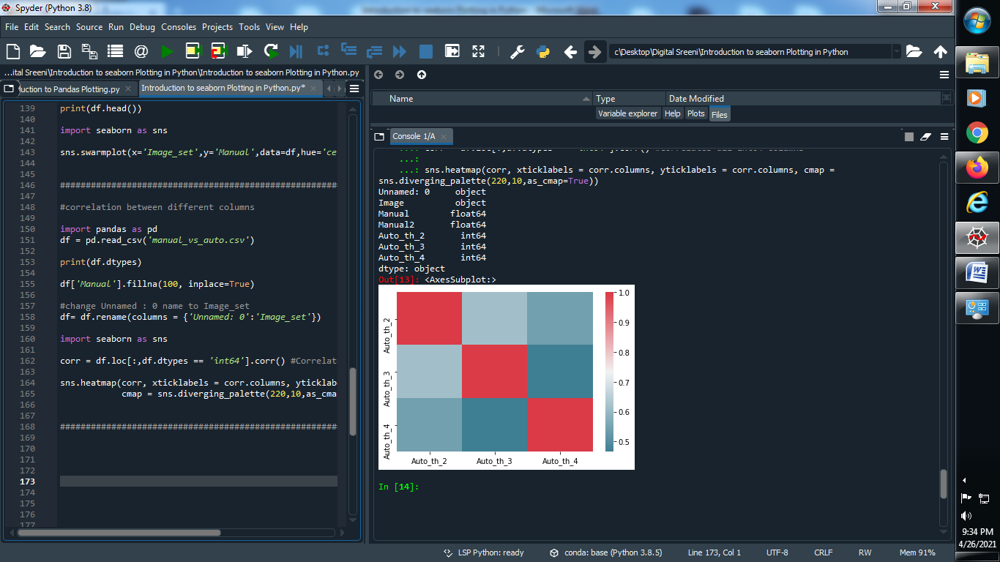 Spyder (Python 3.8)
File Edit Search Source Run Debug Consoles Projects Tools View Help
c\Desktop\Digital Sreeni\Introduction to seaborn Plotting in Python
…ital Sreeni\Introduction to seaborn Plotting in Python\Introduction to seaborn Plotting in Python.py
uction to Pandas Plotting.py
Introduction to seaborn Plotting in Python.py*
139 print(df.head())
140
141 import seaborn as sns
142
143 sns.swarmplot(x='Image_set',y='Manual',data=df,hue='ce
144
145
146 ######################################################
147
148 #correlation between different columns
149
150 import pandas as pd
151 df = pd.read_csv('manual_vs_auto.csv')
152
153 print(df.dtypes)
154
155 df['Manual'].fillna(100, inplace=True)
156
157 #change Unnamed : 0 name to Image_set
158 df= df.rename(columns = {'Unnamed: 0':'Image_set'})
159
160 import seaborn as sns
161
162 corr = df.loc[:,df.dtypes == 'int64'].corr() #Correlat
163
164 sns.heatmap(corr, xticklabels = corr.columns, yticklab
165 cmap = sns.diverging_palette(220,10,as_cma
166
167
168 ######################################################
169
170
171
172
173
174
175
176
177
Name Type Date Modified
Variable explorer Help Plots Files
Console 1/A
...:
...: sns.heatmap(corr, xticklabels = corr.columns, yticklabels = corr.columns, cmap =
sns.diverging_palette(220,10,as_cmap=True))
Unnamed: 0 object
Image object
Manual float64
Manual2 float64
Auto_th_2 int64
Auto_th_3 int64
Auto_th_4 int64
dtype: object
Out[13]: <AxesSubplot:>
1.0
0.9
0.8
0.7
0.6
0.5
Auto_th_2
Auto_th_3
Auto_th_4
Auto_th_2 Auto_th_3 Auto_th_4
In [14]:
LSP Python: ready conda: base (Python 3.8.5) Line 173, Col 1 UTF-8 CRLF RW Mem 91%
9:34 PM
4/26/2021